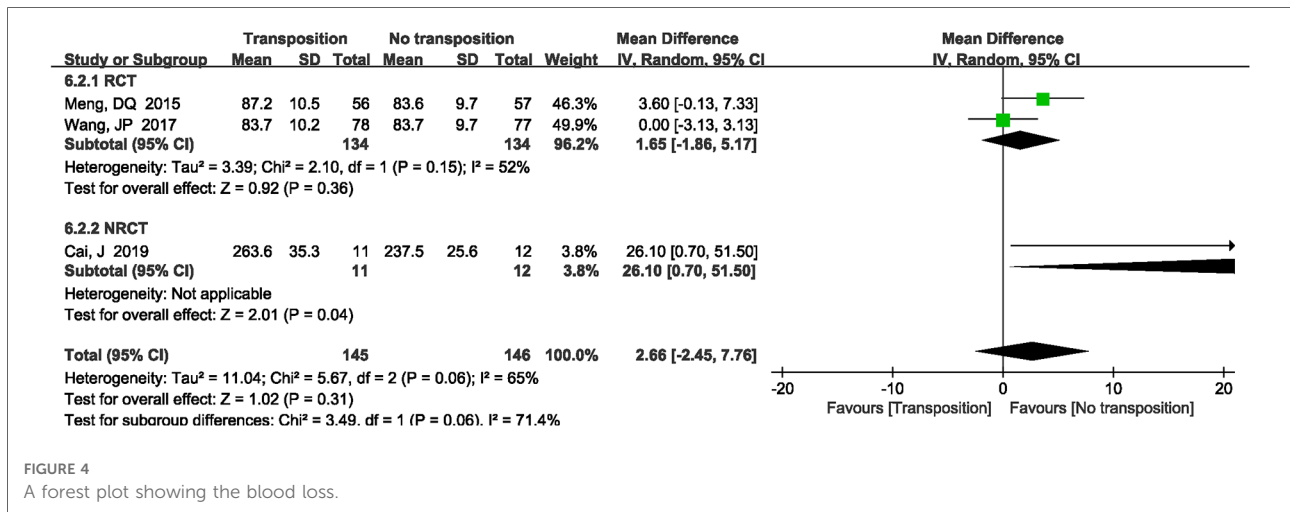 Transposition No transposition Mean Difference Mean Difference
Study or Subgroup Mean SD Total Mean SD Total Weight IV, Random, 95% CI IV, Random, 95% CI
6.2.1 RCT
Meng, DQ 2015 87.2 10.5 56 83.6 9.7 57 46.3% 3.60 [-0.13, 7.33]
Wang, JP 2017 83.7 10.2 78 83.7 9.7 77 49.9% 0.00 [-3.13, 3.13]
Subtotal (95% CI) 134 134 96.2% 1.65 [-1.86, 5.17]
Heterogeneity: Tau² = 3.39; Chi² = 2.10, df = 1 (P = 0.15); I² = 52%
Test for overall effect: Z = 0.92 (P = 0.36)
6.2.2 NRCT
Cai, J 2019 263.6 35.3 11 237.5 25.6 12 3.8% 26.10 [0.70, 51.50]
Subtotal (95% CI) 11 12 3.8% 26.10 [0.70, 51.50]
Heterogeneity: Not applicable
Test for overall effect: Z = 2.01 (P = 0.04)
Total (95% CI) 145 146 100.0% 2.66 [-2.45, 7.76]
Heterogeneity: Tau² = 11.04; Chi² = 5.67, df = 2 (P = 0.06); I² = 65%
Test for overall effect: Z = 1.02 (P = 0.31)
Test for subgroup differences: Chi² = 3.49, df = 1 (P = 0.06), I² = 71.4%
-20 -10 0 10 20
Favours [Transposition] Favours [No transposition]
FIGURE 4
A forest plot showing the blood loss.